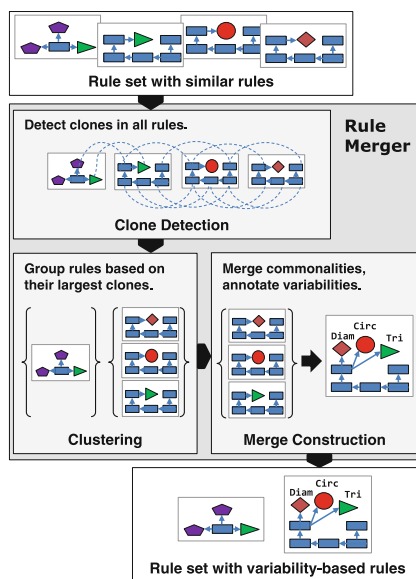 Rule set with similar rules
Rule
Merger
Detect clones in all rules.
Clone Detection
Group rules based on
their largest clones.
Clustering
Merge commonalities,
annotate variabilities.
Circ
Diam
Tri
Merge Construction
Circ
Diam
Tri
Rule set with variability-based rules